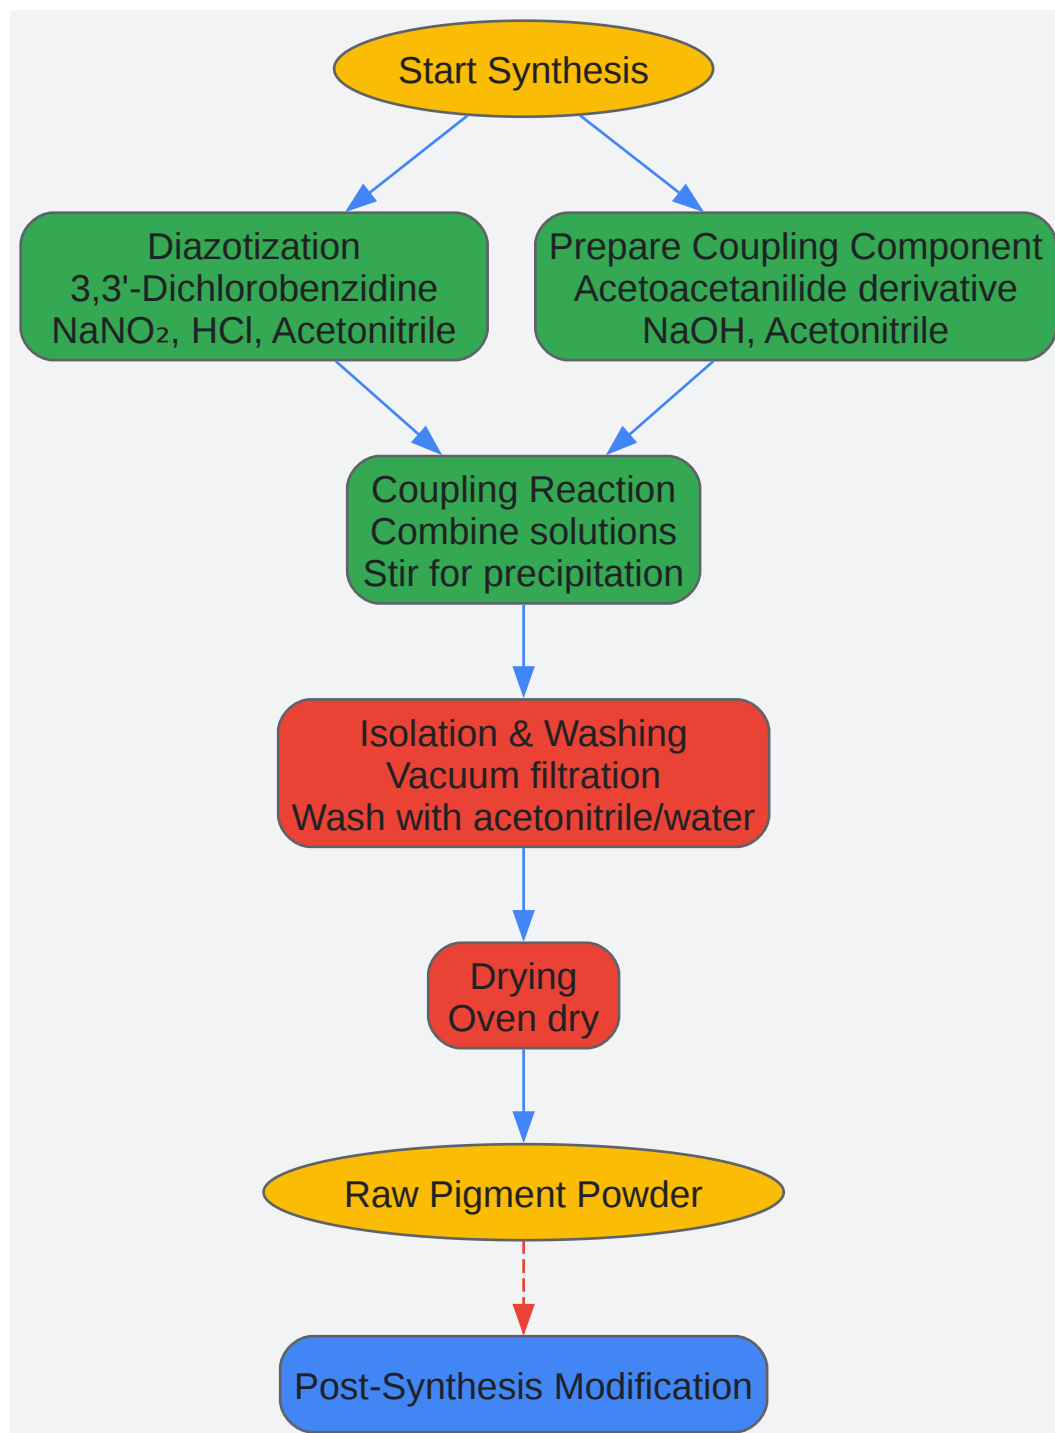 Start Synthesis
Diazotization
3,3'-Dichlorobenzidine
NaNO₂, HCl, Acetonitrile
Prepare Coupling Component
Acetoacetanilide derivative
NaOH, Acetonitrile
Coupling Reaction
Combine solutions
Stir for precipitation
Isolation & Washing
Vacuum filtration
Wash with acetonitrile/water
Drying
Oven dry
Raw Pigment Powder
Post-Synthesis Modification